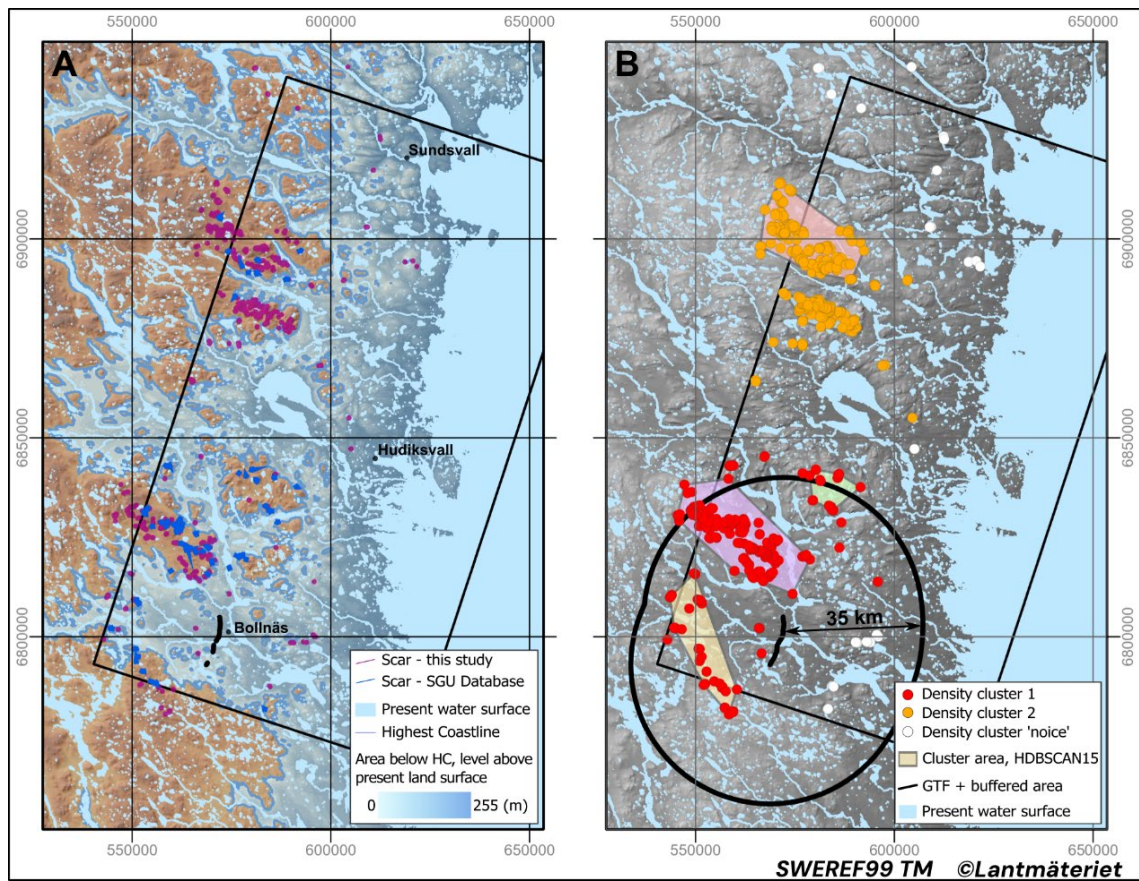 550000 600000 650000 550000 600000 650000
A
B
Sundsvall
6900000
6900000
6850000
6850000
Hudiksvall
35 km
Bollnäs
6800000
6800000
Scar - this study
Scar - SGU Database
Present water surface
Highest Coastline
Area below HC, level above
present land surface
0 255 (m)
Density cluster 1
Density cluster 2
Density cluster 'noice'
Cluster area, HDBSCAN15
GTF + buffered area
Present water surface
550000 600000 650000 550000 600000 650000
SWEREF99 TM ©Lantmäteriet